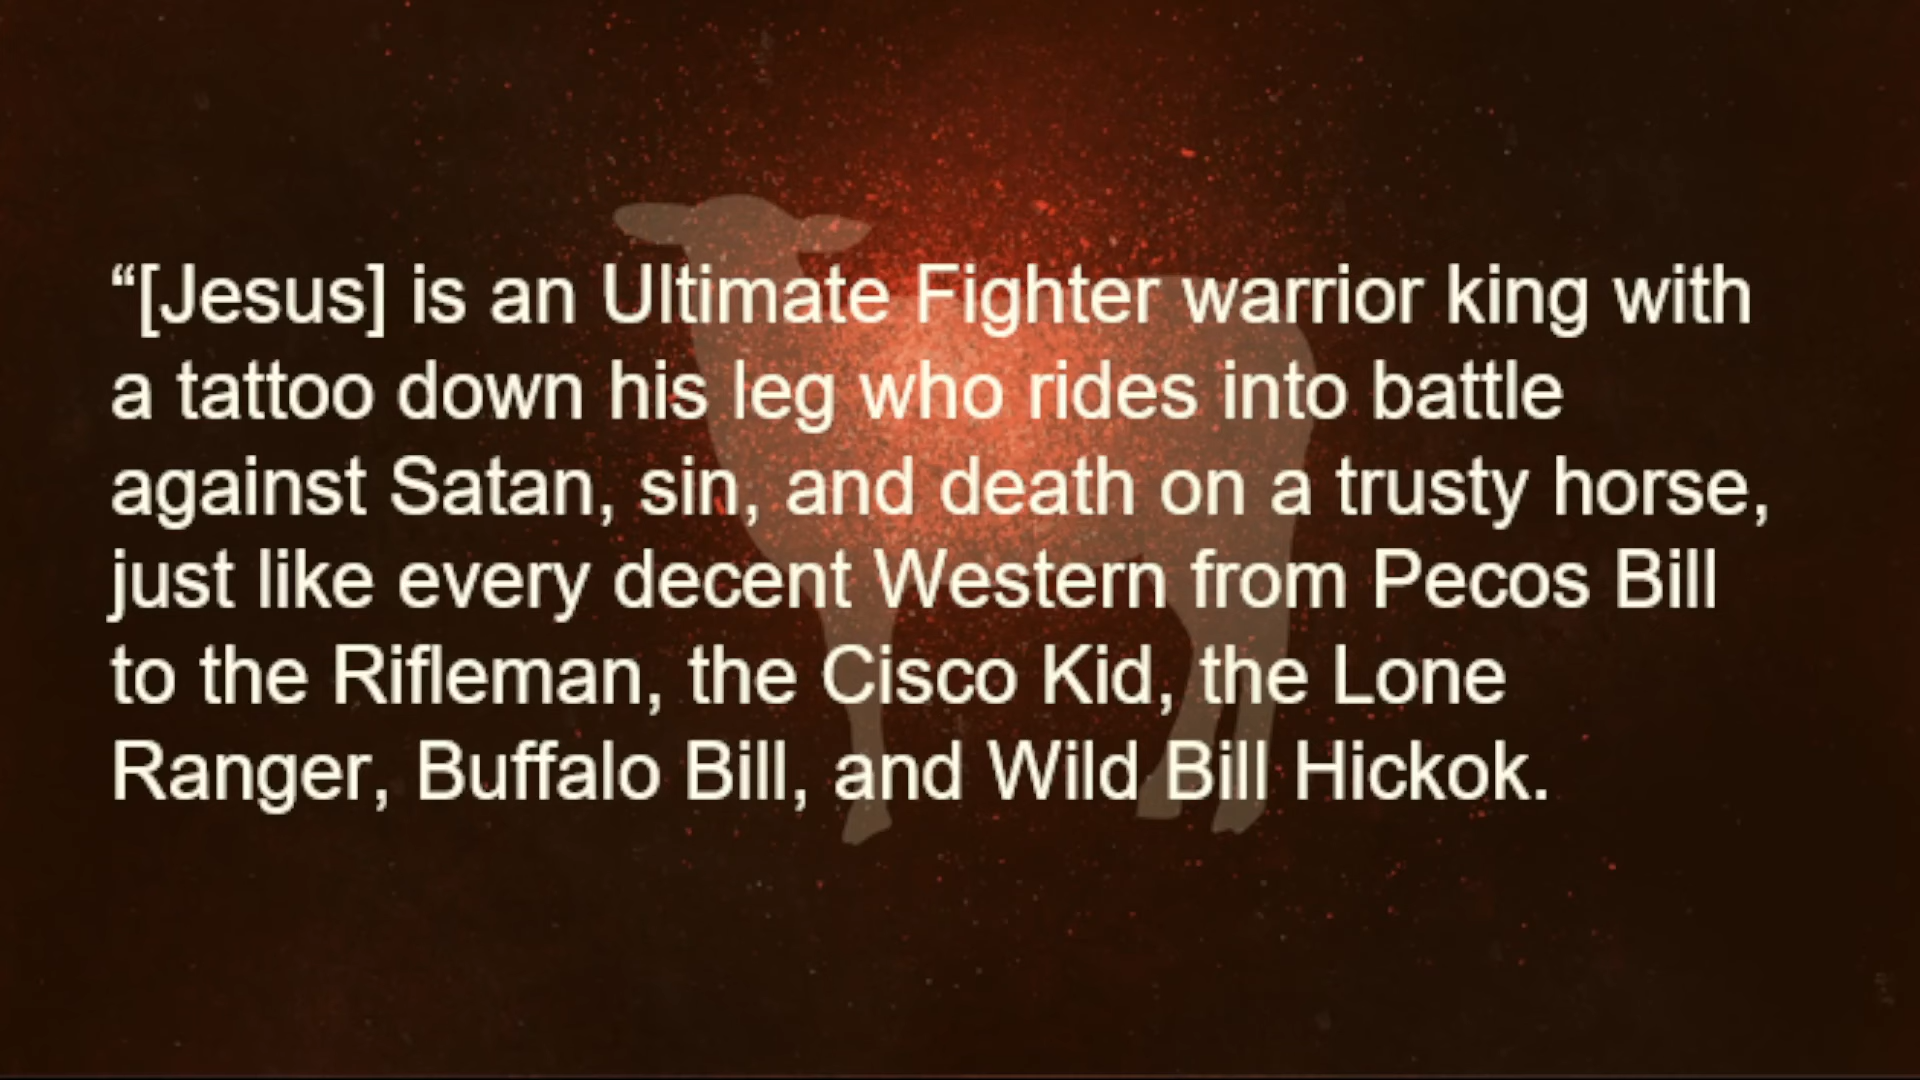 “[Jesus] is an Ultimate Fighter warrior king with
a tattoo down his leg who rides into battle
against Satan, sin, and death on a trusty horse,
just like every decent Western from Pecos Bill
to the Rifleman, the Cisco Kid, the Lone
Ranger, Buffalo Bill, and Wild Bill Hickok.